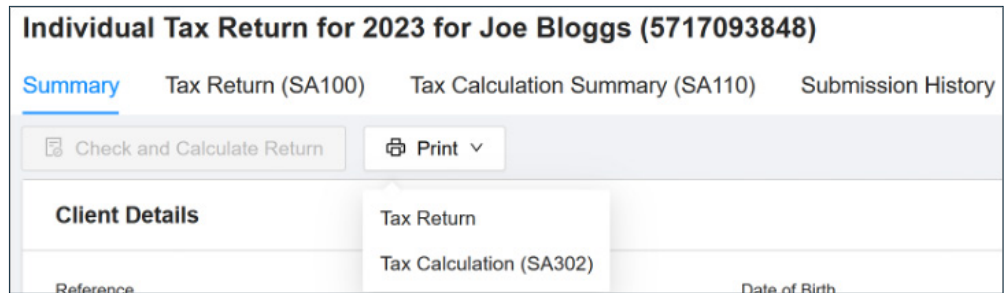 Individual Tax Return for 2023 for Joe Bloggs (5717093848)
Summary Tax Return (SA100) Tax Calculation Summary (SA110) Submission History
Check and Calculate Return Print
Client Details
Tax Return
Tax Calculation (SA302)
Reference Date of Birth